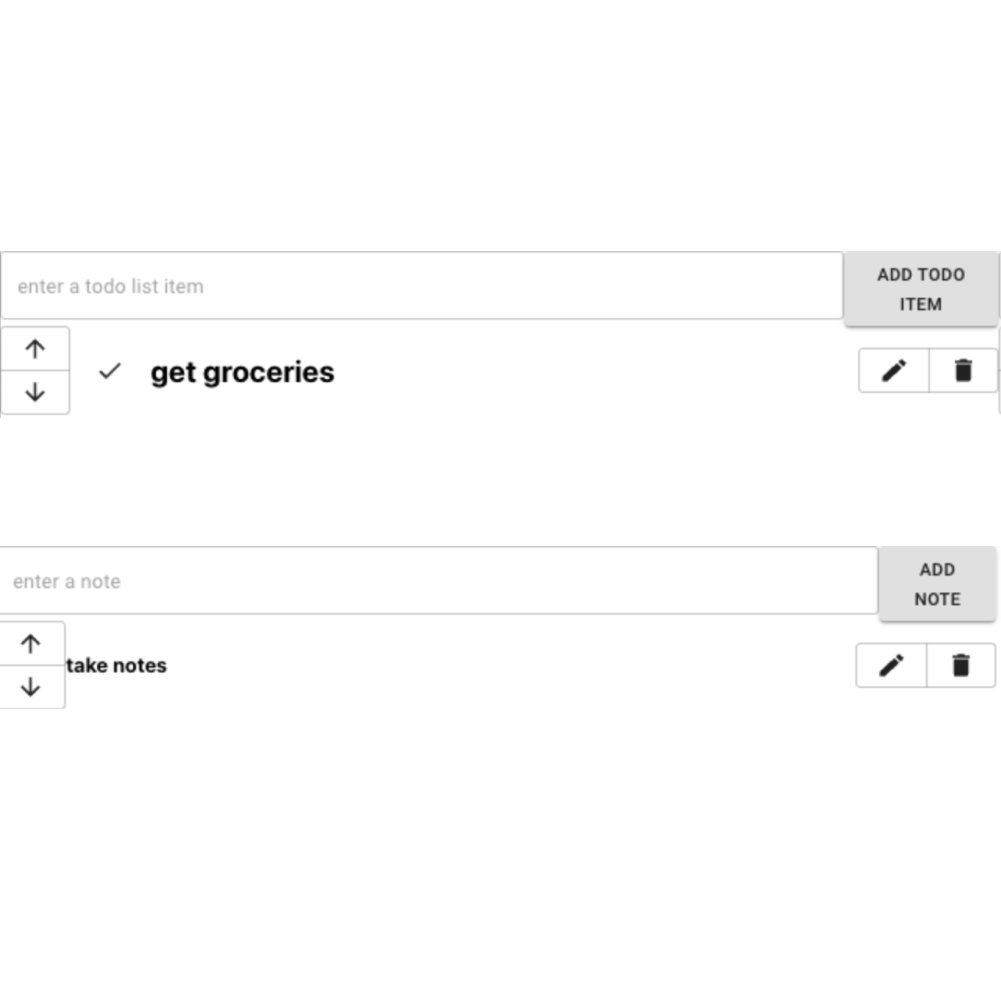 enter a todo list item
ADD TODO
ITEM
get groceries
enter a note
ADD
NOTE
take notes